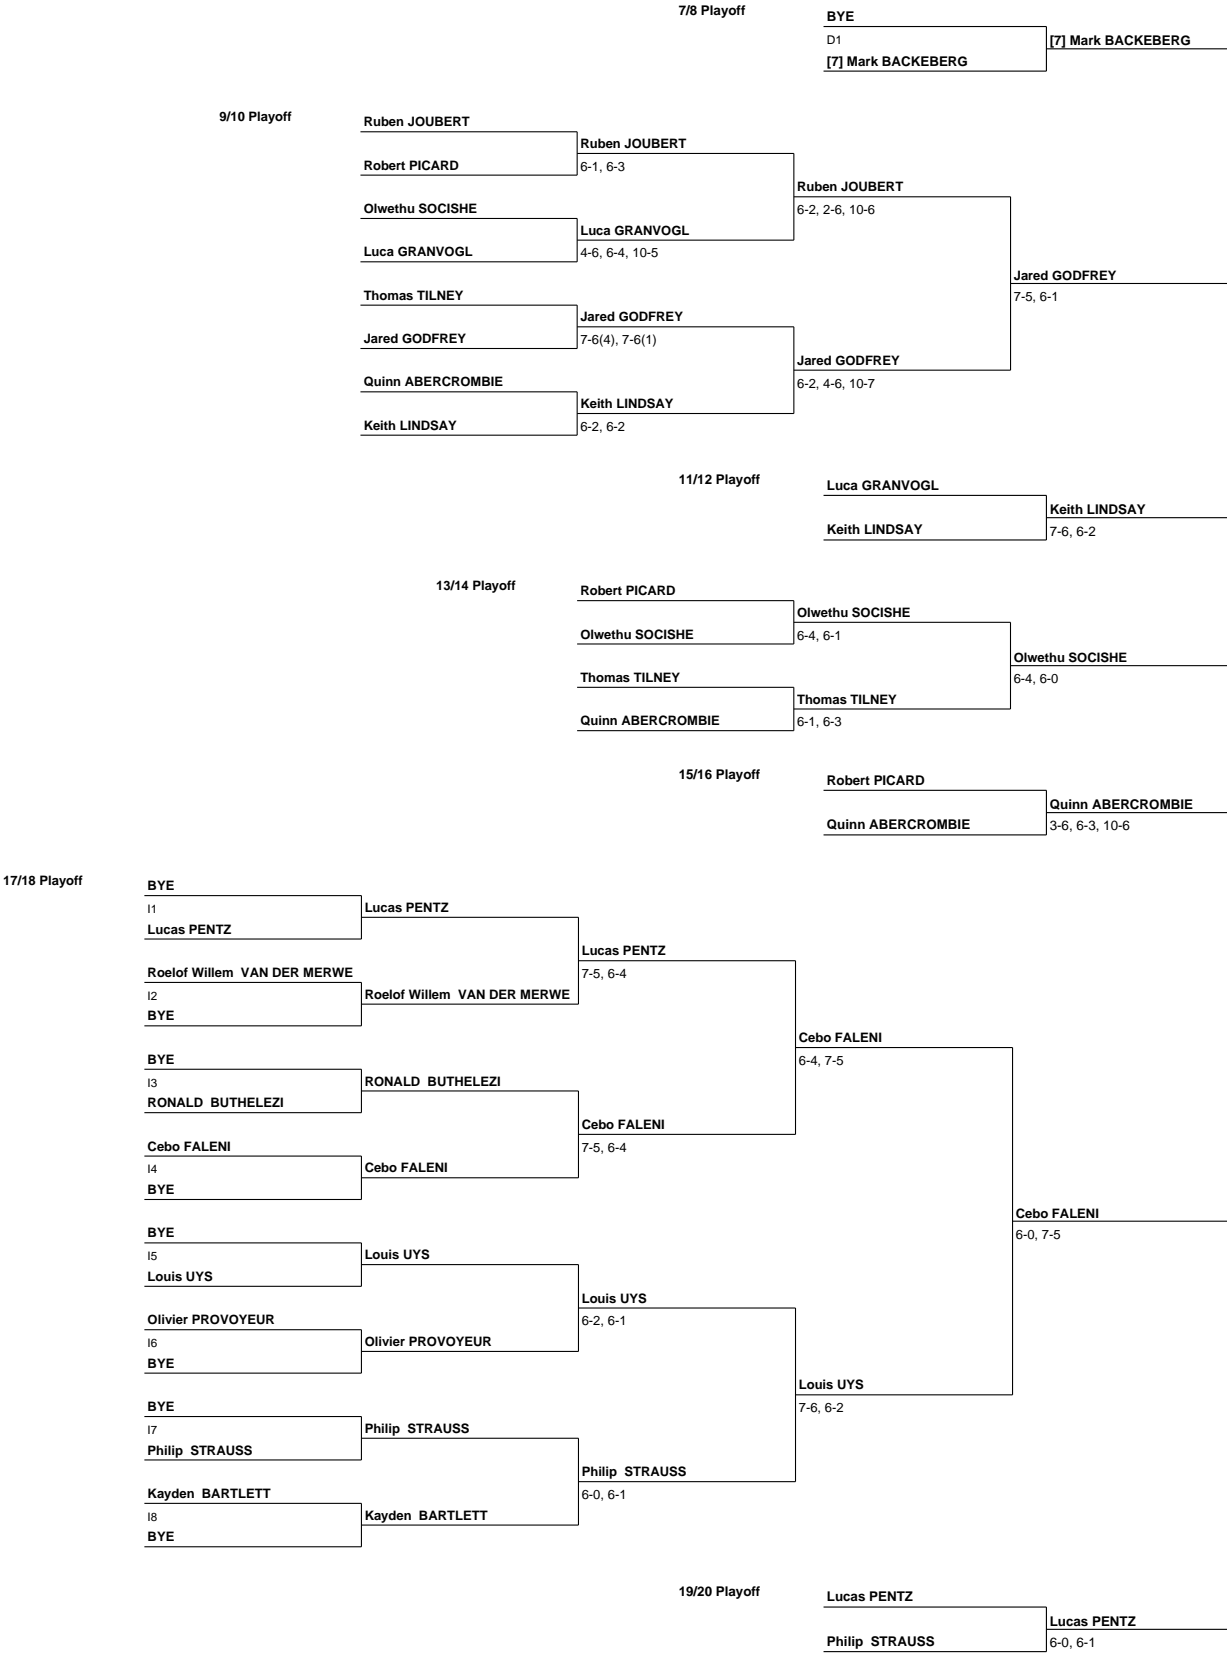 7/8 Playoff
BYE
D1
[7] Mark BACKEBERG
[7] Mark BACKEBERG
9/10 Playoff
Ruben JOUBERT
Ruben JOUBERT
Robert PICARD
6-1, 6-3
Ruben JOUBERT
Olwethu SOCISHE
6-2, 2-6, 10-6
Luca GRANVOGL
Luca GRANVOGL
4-6, 6-4, 10-5
Jared GODFREY
Thomas TILNEY
7-5, 6-1
Jared GODFREY
Jared GODFREY
7-6(4), 7-6(1)
Jared GODFREY
Quinn ABERCROMBIE
6-2, 4-6, 10-7
Keith LINDSAY
Keith LINDSAY
6-2, 6-2
11/12 Playoff
Luca GRANVOGL
Keith LINDSAY
Keith LINDSAY
7-6, 6-2
13/14 Playoff
Robert PICARD
Olwethu SOCISHE
Olwethu SOCISHE
6-4, 6-1
Olwethu SOCISHE
Thomas TILNEY
6-4, 6-0
Thomas TILNEY
Quinn ABERCROMBIE
6-1, 6-3
15/16 Playoff
Robert PICARD
Quinn ABERCROMBIE
Quinn ABERCROMBIE
3-6, 6-3, 10-6
17/18 Playoff
BYE
I1
Lucas PENTZ
Lucas PENTZ
Lucas PENTZ
Roelof Willem VAN DER MERWE
7-5, 6-4
I2
Roelof Willem VAN DER MERWE
BYE
Cebo FALENI
BYE
6-4, 7-5
I3
RONALD BUTHELEZI
RONALD BUTHELEZI
Cebo FALENI
Cebo FALENI
7-5, 6-4
I4
Cebo FALENI
BYE
Cebo FALENI
BYE
6-0, 7-5
I5
Louis UYS
Louis UYS
Louis UYS
Olivier PROVOYEUR
6-2, 6-1
I6
Olivier PROVOYEUR
BYE
Louis UYS
BYE
7-6, 6-2
I7
Philip STRAUSS
Philip STRAUSS
Philip STRAUSS
Kayden BARTLETT
6-0, 6-1
I8
Kayden BARTLETT
BYE
19/20 Playoff
Lucas PENTZ
Lucas PENTZ
Philip STRAUSS
6-0, 6-1